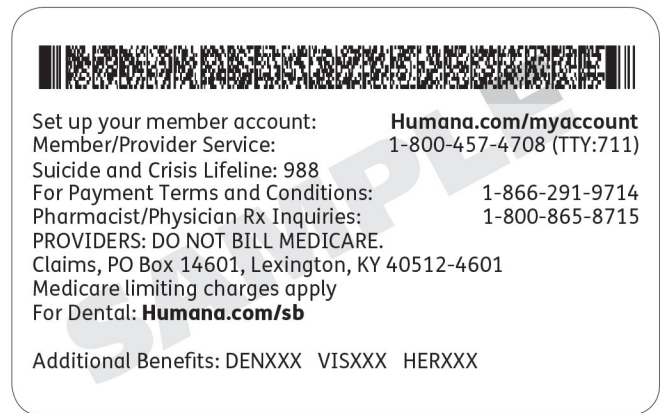 Set up your member account: Humana.com/myaccount
Member/Provider Service: 1-800-457-4708 (TTY:711)
Suicide and Crisis Lifeline: 988
For Payment Terms and Conditions: 1-866-291-9714
Pharmacist/Physician Rx Inquiries: 1-800-865-8715
PROVIDERS: DO NOT BILL MEDICARE.
Claims, PO Box 14601, Lexington, KY 40512-4601
Medicare limiting charges apply
For Dental: Humana.com/sb
Additional Benefits: DENXXX VISXXX HERXXX
SAMPLE